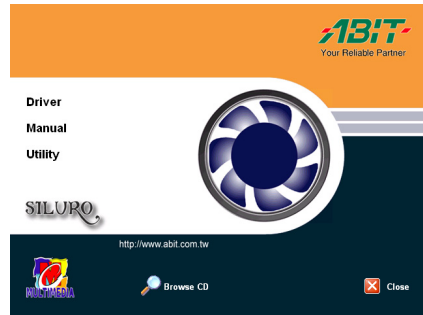 ABIT
Your Reliable Partner
Driver
Manual
Utility
SILURO
http://www.abit.com.tw
MULTIMEDIA
Browse CD
Close